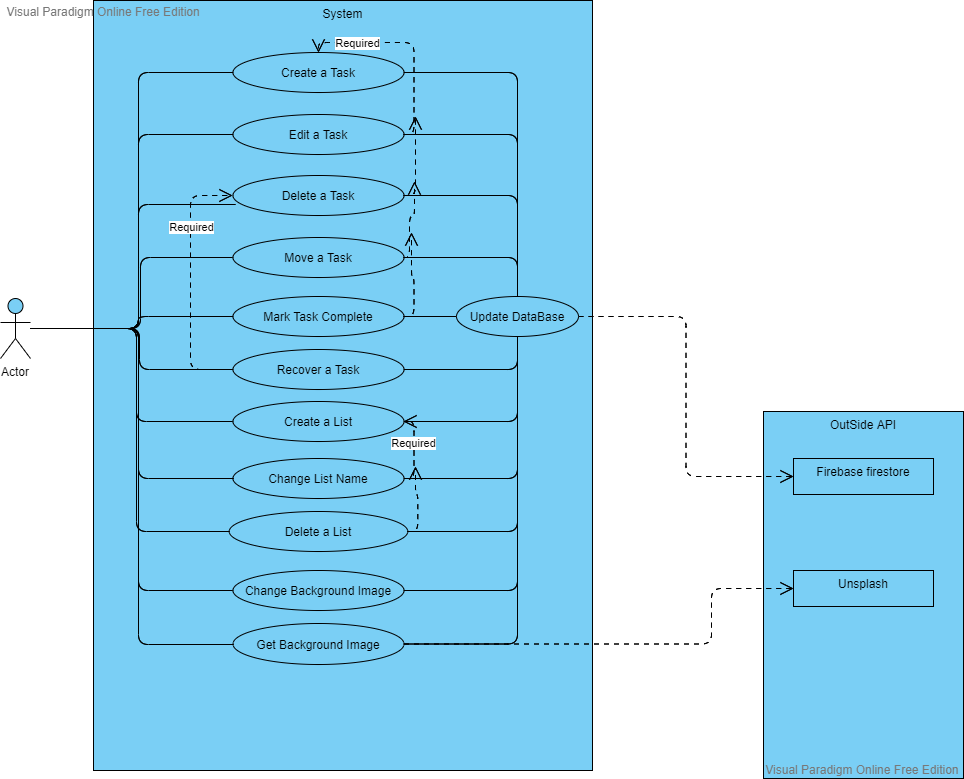 Visual Paradigm Online Free Edition
System
Required
Create a Task
Edit a Task
Delete a Task
Required
Move a Task
Mark Task Complete
Update DataBase
Actor
Recover a Task
Create a List
OutSide API
Required
Firebase firestore
Change List Name
Delete a List
Unsplash
Change Background Image
Get Background Image
Visual Paradigm Online Free Edition